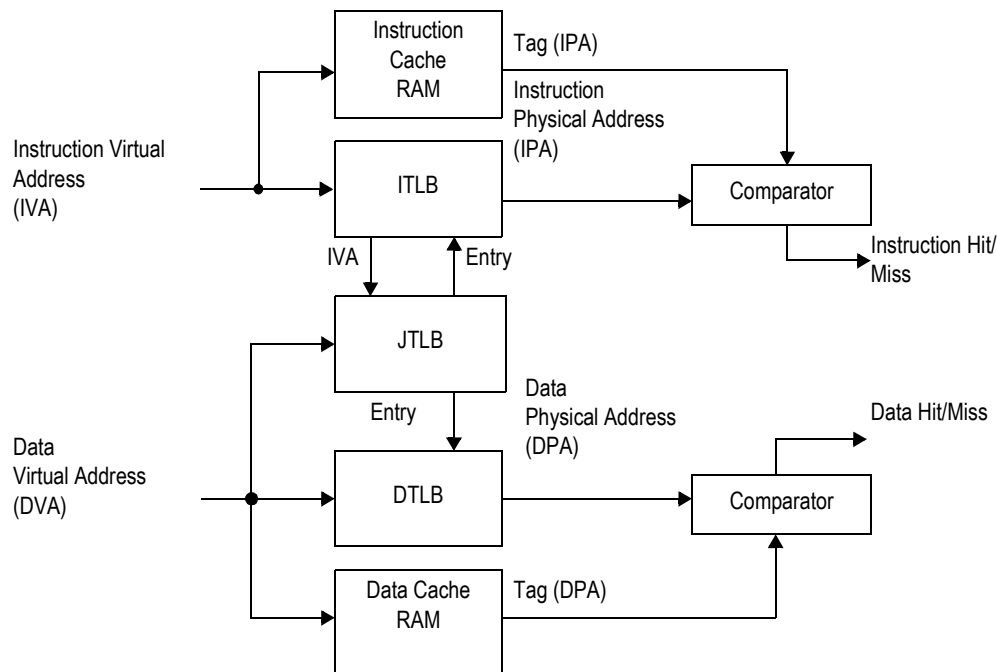 Instruction
Cache
RAM
Tag (IPA)
Instruction
Physical Address
(IPA)
Instruction Virtual
Address
(IVA)
ITLB
Comparator
IVA
Entry
Instruction Hit/
Miss
JTLB
Entry
Data
Physical Address
(DPA)
Data Hit/Miss
Data
Virtual Address
(DVA)
DTLB
Comparator
Data Cache
RAM
Tag (DPA)